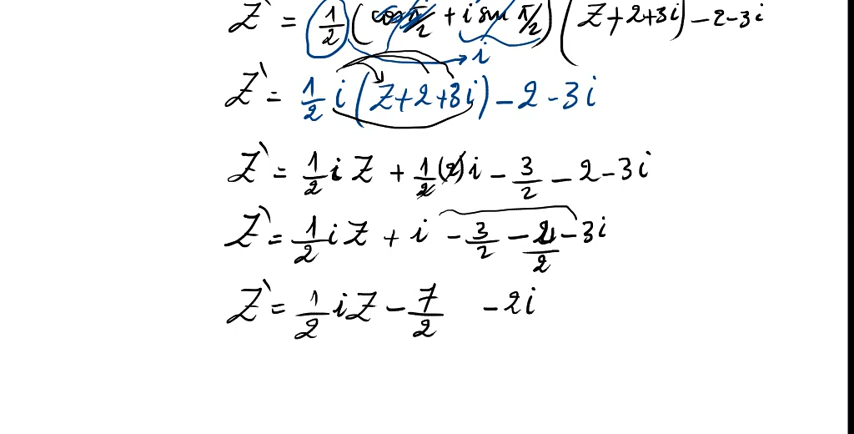 Z` = 1/2 (cos π/2 + i sin π/2) (Z+2+3i) - 2 - 3i
i
Z` = 1/2 i (Z+2+3i) - 2 - 3i
Z` = 1/2 i Z + 1/2 (2) i - 3/2 - 2 - 3i
Z` = 1/2 i Z + i - 3/2 - 4/2 - 3i
Z` = 1/2 i Z - 7/2 - 2i